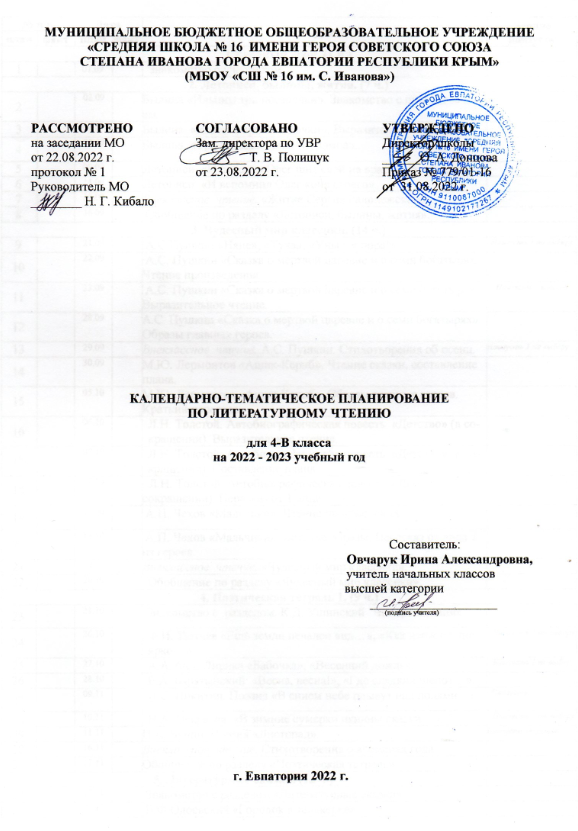 МУНИЦИПАЛЬНОЕ БЮДЖЕТНОЕ ОБЩЕОБРАЗОВАТЕЛЬНОЕ УЧРЕЖДЕНИЕ
«СРЕДНЯЯ ШКОЛА № 16 ИМЕНИ ГЕРОЯ СОВЕТСКОГО СОЮЗА
СТЕПАНА ИВАНОВА ГОРОДА ЕВПАТОРИИ РЕСПУБЛИКИ КРЫМ»
(МБОУ «СШ № 16 им. С. Иванова»)
РАССМОТРЕНО
на заседании МО
от 22.08.2022 г.
протокол № 1
Руководитель МО
Н. Г. Кибало
СОГЛАСОВАНО
Зам. директора по УВР
Т. В. Полищук
от 23.08.2022 г.
УТВЕРЖДЕНО
Директор школы
О. А. Донцова
Приказ № 779/01-16
от 31.08.2022 г.
КАЛЕНДАРНО-ТЕМАТИЧЕСКОЕ ПЛАНИРОВАНИЕ
ПО ЛИТЕРАТУРНОМУ ЧТЕНИЮ
для 4-В класса
на 2022 - 2023 учебный год
Составитель:
Овчарук Ирина Александровна,
учитель начальных классов
высшей категории
(подпись учителя)
г. Евпатория 2022 г.